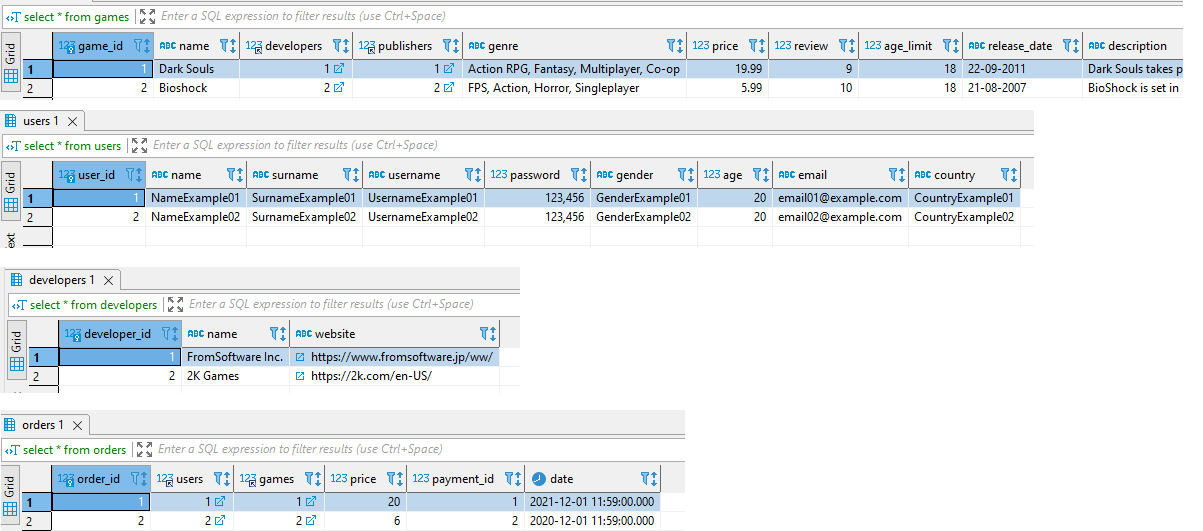 select * from games Enter a SQL expression to filter results (use Ctrl+Space)
Grid 123 game_id ABC name 123 developers 123 publishers ABC genre 123 price 123 review 123 age_limit ABC release_date ABC description
1 1 Dark Souls 1 1 Action RPG, Fantasy, Multiplayer, Co-op 19.99 9 18 22-09-2011 Dark Souls takes p
2 2 Bioshock 2 2 FPS, Action, Horror, Singleplayer 5.99 10 18 21-08-2007 BioShock is set in
users 1
select * from users Enter a SQL expression to filter results (use Ctrl+Space)
Grid 123 user_id ABC name ABC surname ABC username 123 password ABC gender 123 age ABC email ABC country
1 1 NameExample01 SurnameExample01 UsernameExample01 123,456 GenderExample01 20 email01@example.com CountryExample01
2 2 NameExample02 SurnameExample02 UsernameExample02 123,456 GenderExample02 20 email02@example.com CountryExample02
ext
developers 1
select * from developers Enter a SQL expression to filter results (use Ctrl+Space)
Grid 123 developer_id ABC name ABC website
1 1 FromSoftware Inc. https://www.fromsoftware.jp/ww/
2 2 2K Games https://2k.com/en-US/
orders 1
select * from orders Enter a SQL expression to filter results (use Ctrl+Space)
Grid 123 order_id 123 users 123 games 123 price 123 payment_id date
1 1 1 1 20 1 2021-12-01 11:59:00.000
2 2 2 2 6 2 2020-12-01 11:59:00.000